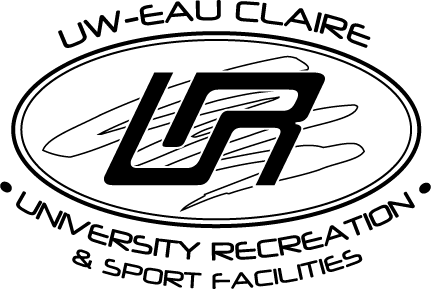 UW-EAU CLAIRE
UR
• UNIVERSITY RECREATION •
& SPORT FACILITIES